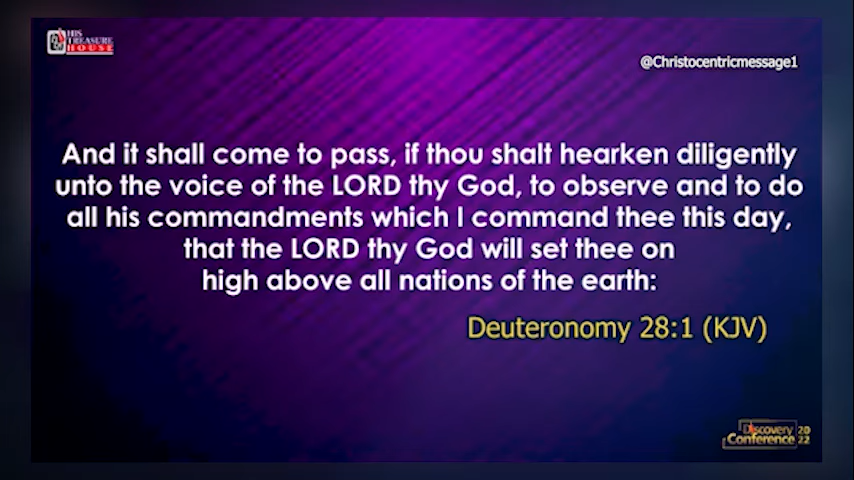 HIS
TREASURE
HOUSE
@Christocentricmessage1
And it shall come to pass, if thou shalt hearken diligently
unto the voice of the LORD thy God, to observe and to do
all his commandments which I command thee this day,
that the LORD thy God will set thee on
high above all nations of the earth:
Deuteronomy 28:1 (KJV)
Discovery 20
Conference 22